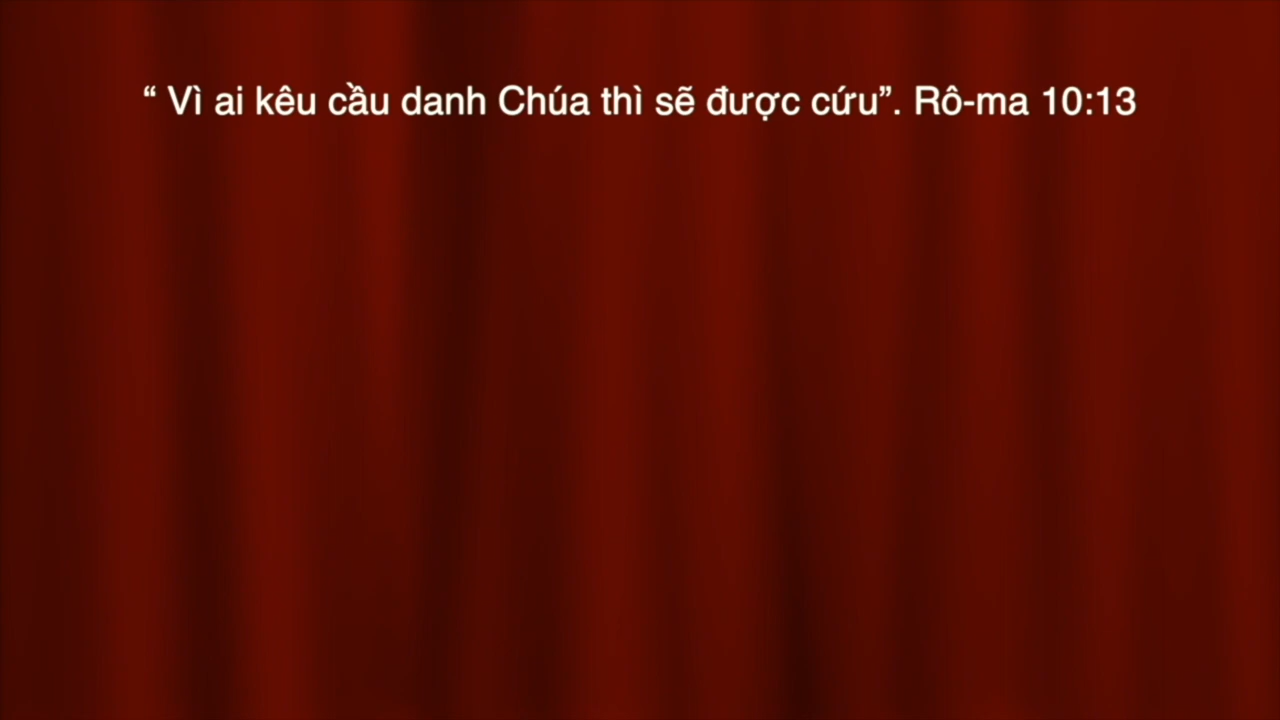 “ Vì ai kêu cầu danh Chúa thì sẽ được cứu”. Rô-ma 10:13